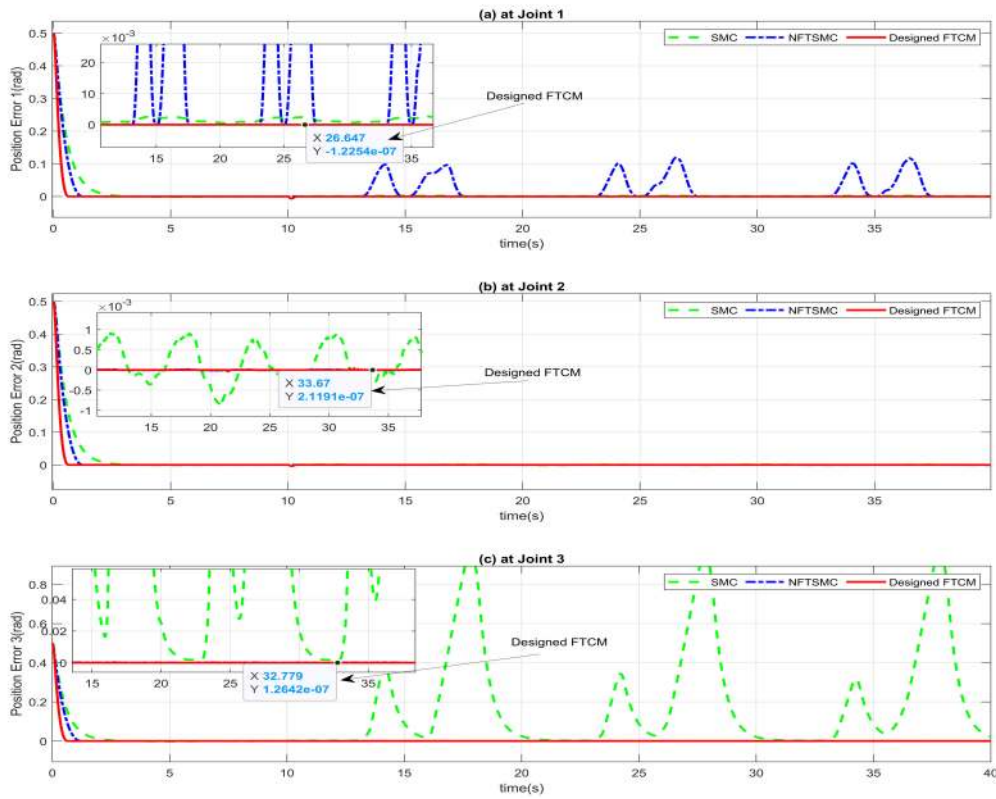 (a) at Joint 1
SMC NFTSMC Designed FTCM
Position Error 1(rad)
0.5
0.4
0.3
0.2
0.1
0
×10-3
20
10
0
15 20 25 30 35
X 26.647
Y -1.2254e-07
Designed FTCM
0 5 10 15 20 25 30 35
time(s)
(b) at Joint 2
SMC NFTSMC Designed FTCM
Position Error 2(rad)
0.5
0.4
0.3
0.2
0.1
0
×10-3
1
0.5
0
-0.5
-1
15 20 25 30 35
X 33.67
Y 2.1191e-07
Designed FTCM
0 5 10 15 20 25 30 35
time(s)
(c) at Joint 3
SMC NFTSMC Designed FTCM
Position Error 3(rad)
0.8
0.4
0.2
0
0.04
0.02
0
15 20 25 30 35
X 32.779
Y 1.2642e-07
Designed FTCM
0 5 10 15 20 25 30 35 40
time(s)